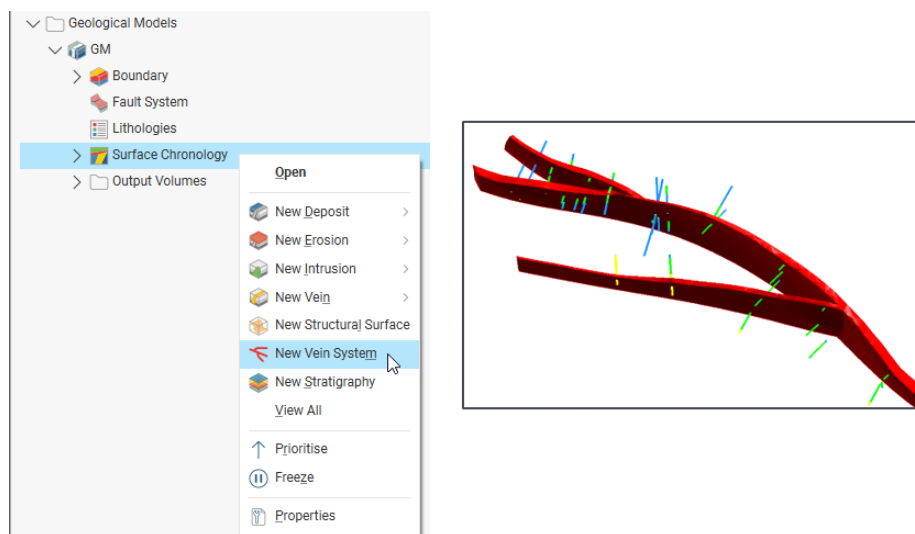 Geological Models
GM
Boundary
Fault System
Lithologies
Surface Chronology
Output Volumes
Open
New Deposit
New Erosion
New Intrusion
New Vein
New Structural Surface
New Vein System
New Stratigraphy
View All
Prioritise
Freeze
Properties